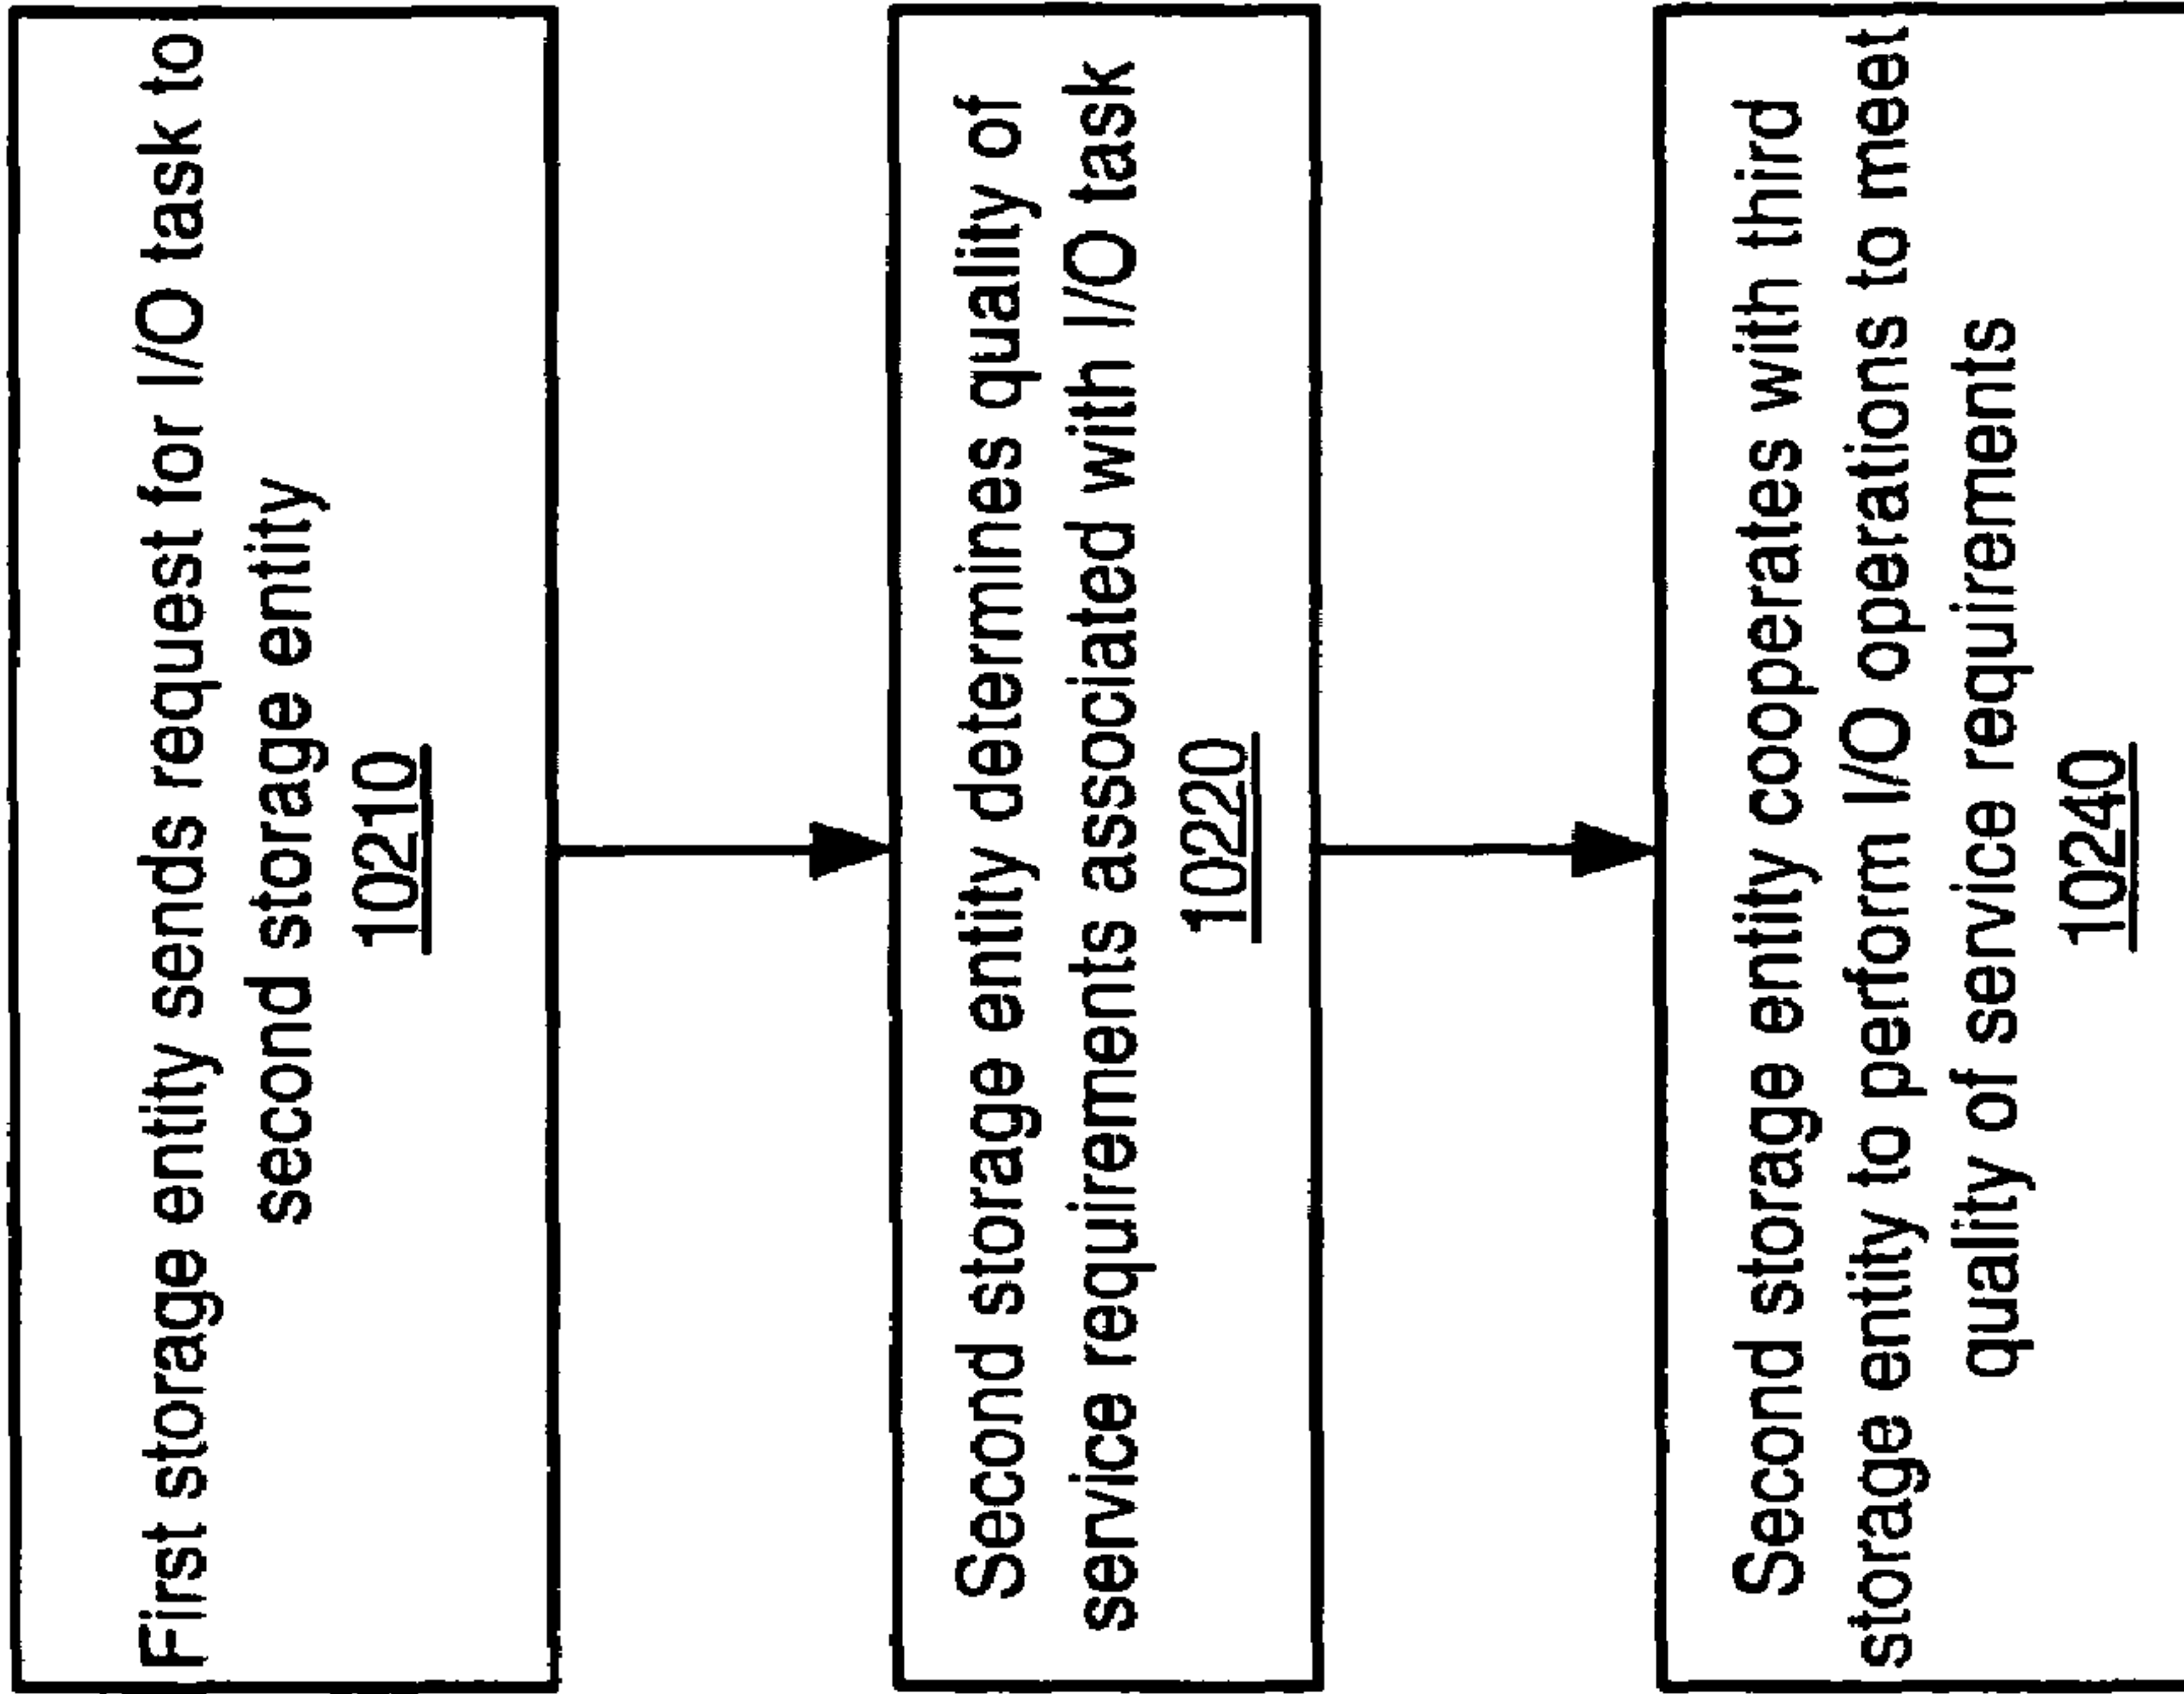 First storage entity sends request for I/O task to
second storage entity
10210
Second storage entity determines quality of
service requirements associated with I/O task
10220
Second storage entity cooperates with third
storage entity to perform I/O operations to meet
quality of service requirements
10240